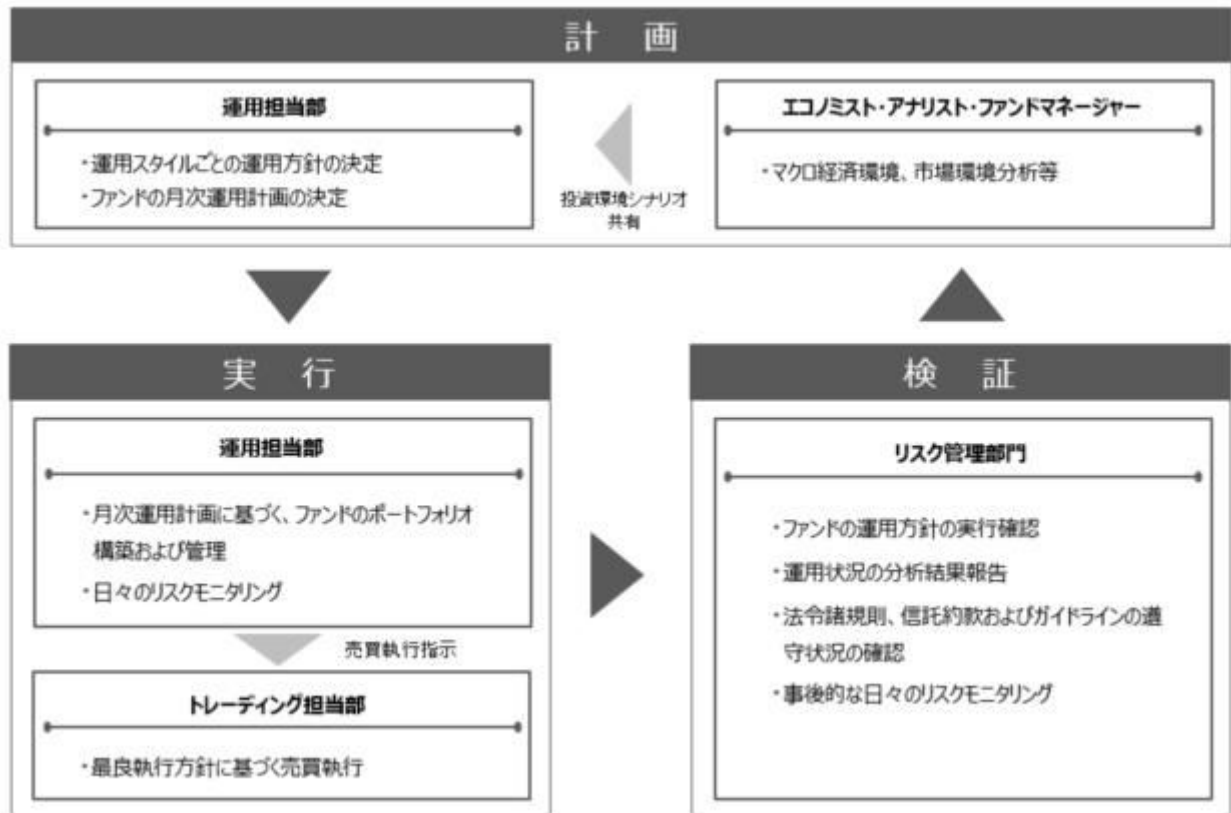 計 画
運用担当部
・運用スタイルごとの運用方針の決定
・ファンドの月次運用計画の決定
投資環境シナリオ
共有
エコノミスト・アナリスト・ファンドマネージャー
・マクロ経済環境、市場環境分析等
実 行
運用担当部
・月次運用計画に基づく、ファンドのポートフォリオ
構築および管理
・日々のリスクモニタリング
売買執行指示
トレーディング担当部
・最良執行方針に基づく売買執行
検 証
リスク管理部門
・ファンドの運用方針の実行確認
・運用状況の分析結果報告
・法令諸規則、信託約款およびガイドラインの遵
守状況の確認
・事後的な日々のリスクモニタリング